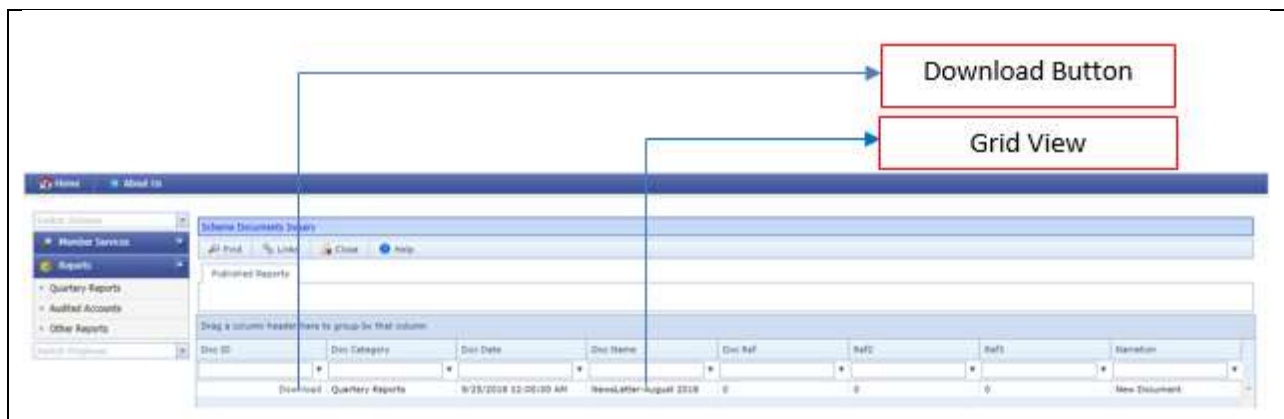 Download Button
Grid View
Home About Us
Scheme Documents Inquiry
Member Services
Find Links Close Help
Reports
Published Reports
Quartery Reports
Audited Accounts
Other Reports
Drag a column header here to group by that column
Doc ID Doc Category Doc Date Doc Name Doc Ref Ref2 Ref3 Narration
Download Quartery Reports 9/25/2018 12:00:00 AM NewsLetter-August 2018 0 0 0 New Document